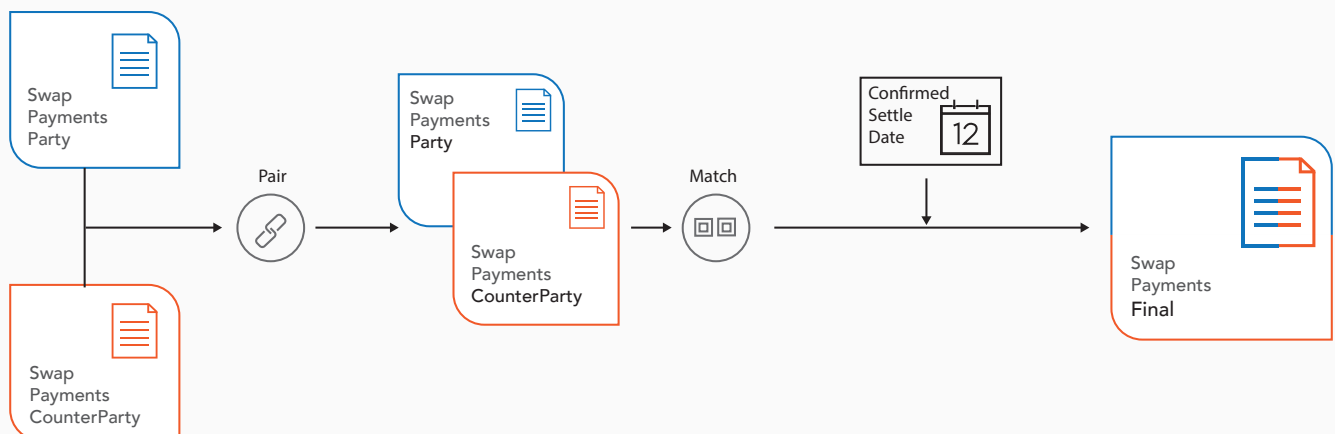 Swap
Payments
Party
Pair
Swap
Payments
Party
Swap
Payments
CounterParty
Match
Confirmed
Settle
Date
12
Swap
Payments
Final
Swap
Payments
CounterParty